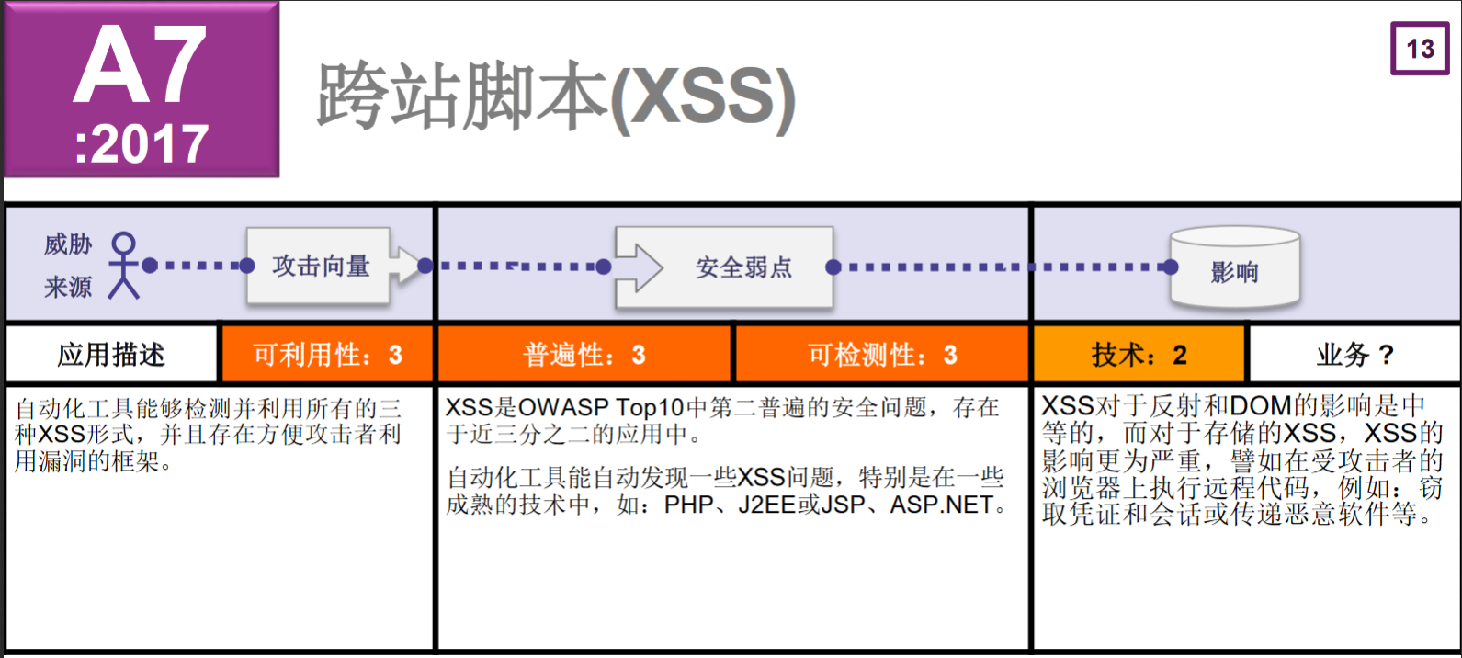 A7
:2017
跨站脚本(XSS)
13
威胁
来源
攻击向量
安全弱点
影响
应用描述
可利用性：3
普遍性：3
可检测性：3
技术：2
业务 ?
自动化工具能够检测并利用所有的三
种XSS形式，并且存在方便攻击者利
用漏洞的框架。
XSS是OWASP Top10中第二普遍的安全问题，存在
于近三分之二的应用中。
自动化工具能自动发现一些XSS问题，特别是在一些
成熟的技术中，如：PHP、J2EE或JSP、ASP.NET。
XSS对于反射和DOM的影响是中
等的，而对于存储的XSS，XSS的
影响更为严重，譬如在受攻击者的
浏览器上执行远程代码，例如：窃
取凭证和会话或传递恶意软件等。